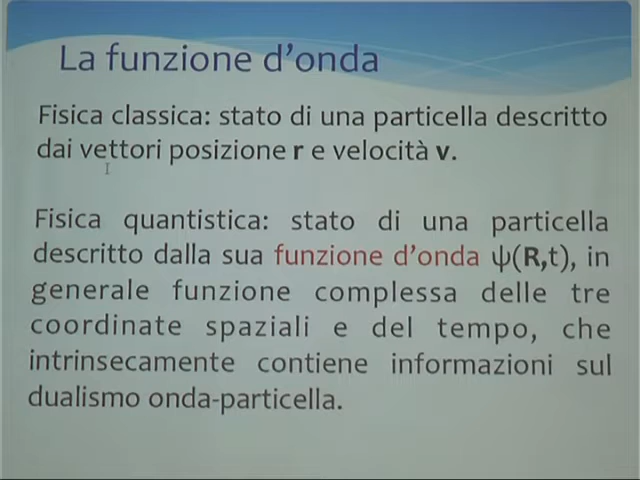 La funzione d'onda
Fisica classica: stato di una particella descritto
dai vettori posizione r e velocità v.
Fisica quantistica: stato di una particella
descritto dalla sua funzione d'onda ψ(R,t), in
generale funzione complessa delle tre
coordinate spaziali e del tempo, che
intrinsecamente contiene informazioni sul
dualismo onda-particella.